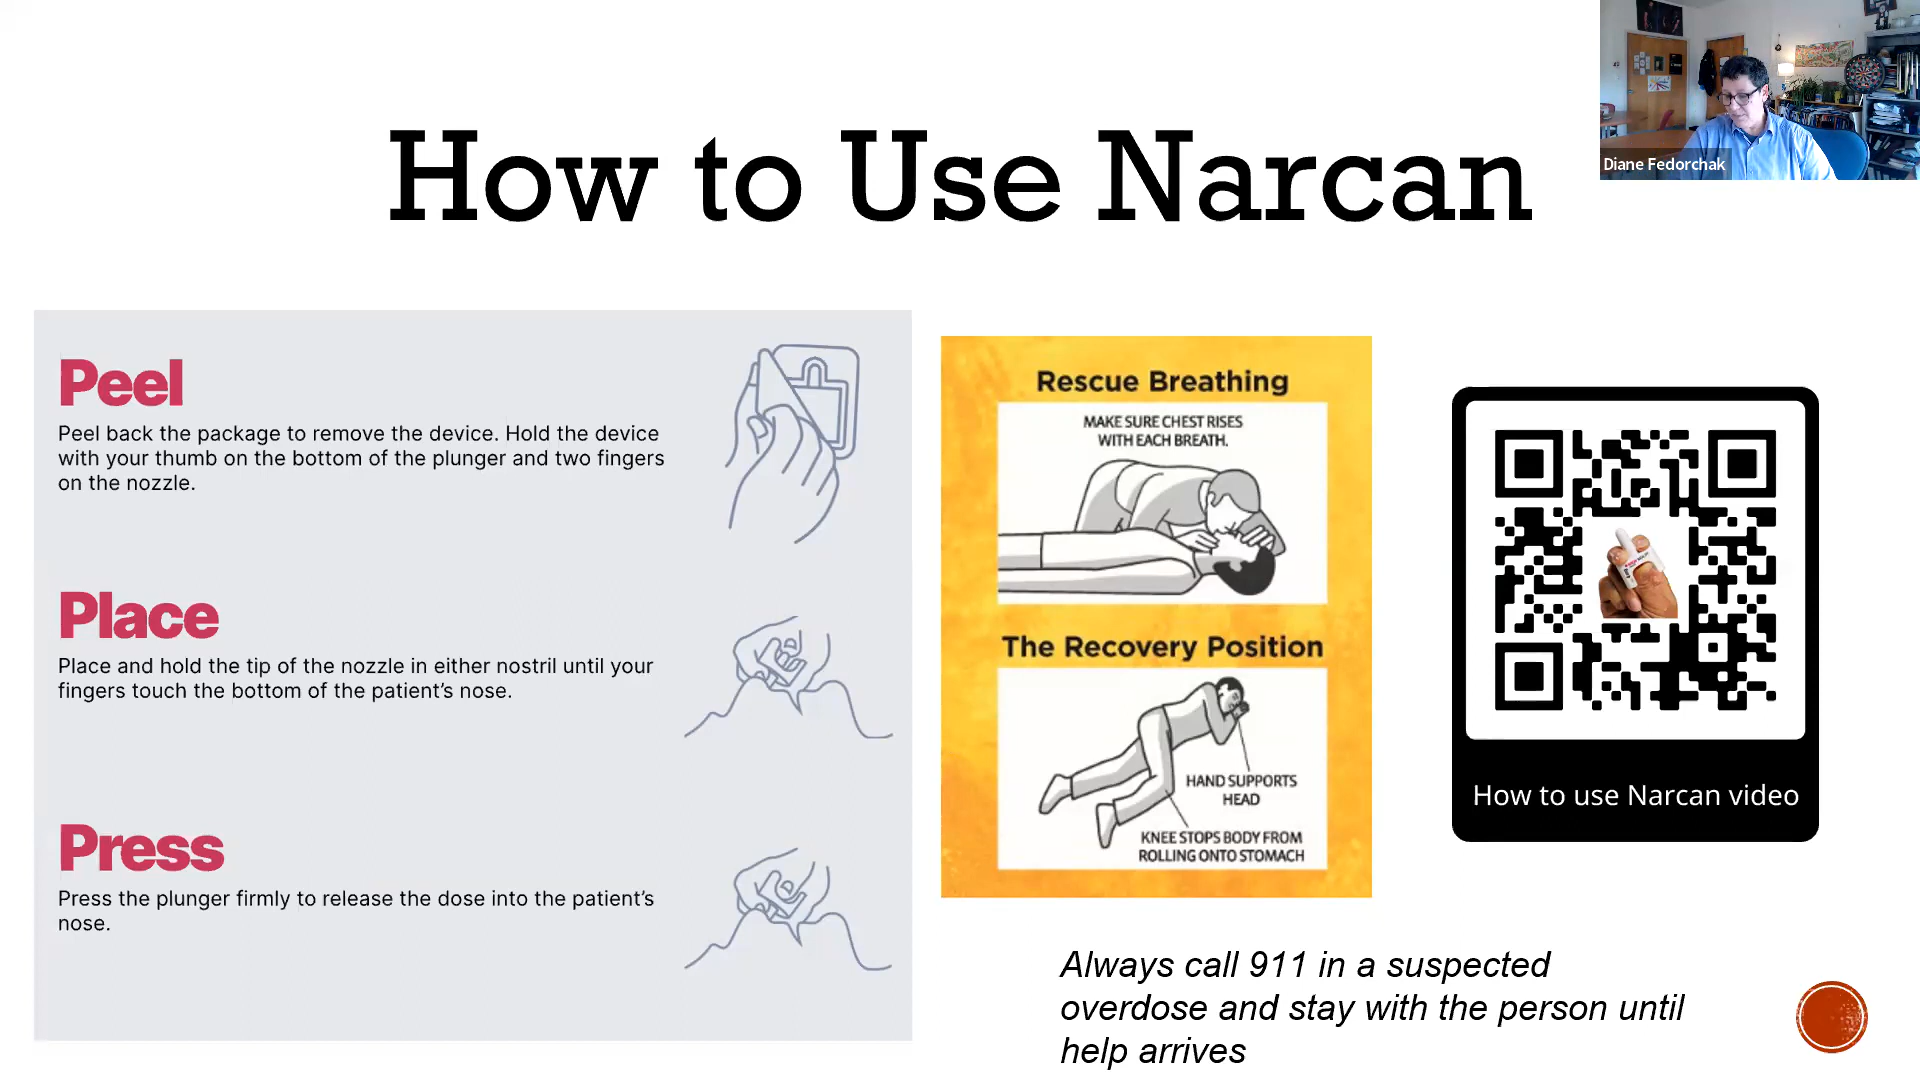 How to Use Narcan
Diane Fedorchak
Peel
Peel back the package to remove the device. Hold the device
with your thumb on the bottom of the plunger and two fingers
on the nozzle.
Place
Place and hold the tip of the nozzle in either nostril until your
fingers touch the bottom of the patient's nose.
Press
Press the plunger firmly to release the dose into the patient's
nose.
Rescue Breathing
MAKE SURE CHEST RISES
WITH EACH BREATH.
The Recovery Position
HAND SUPPORTS
HEAD
KNEE STOPS BODY FROM
ROLLING ONTO STOMACH
How to use Narcan video
Always call 911 in a suspected
overdose and stay with the person until
help arrives